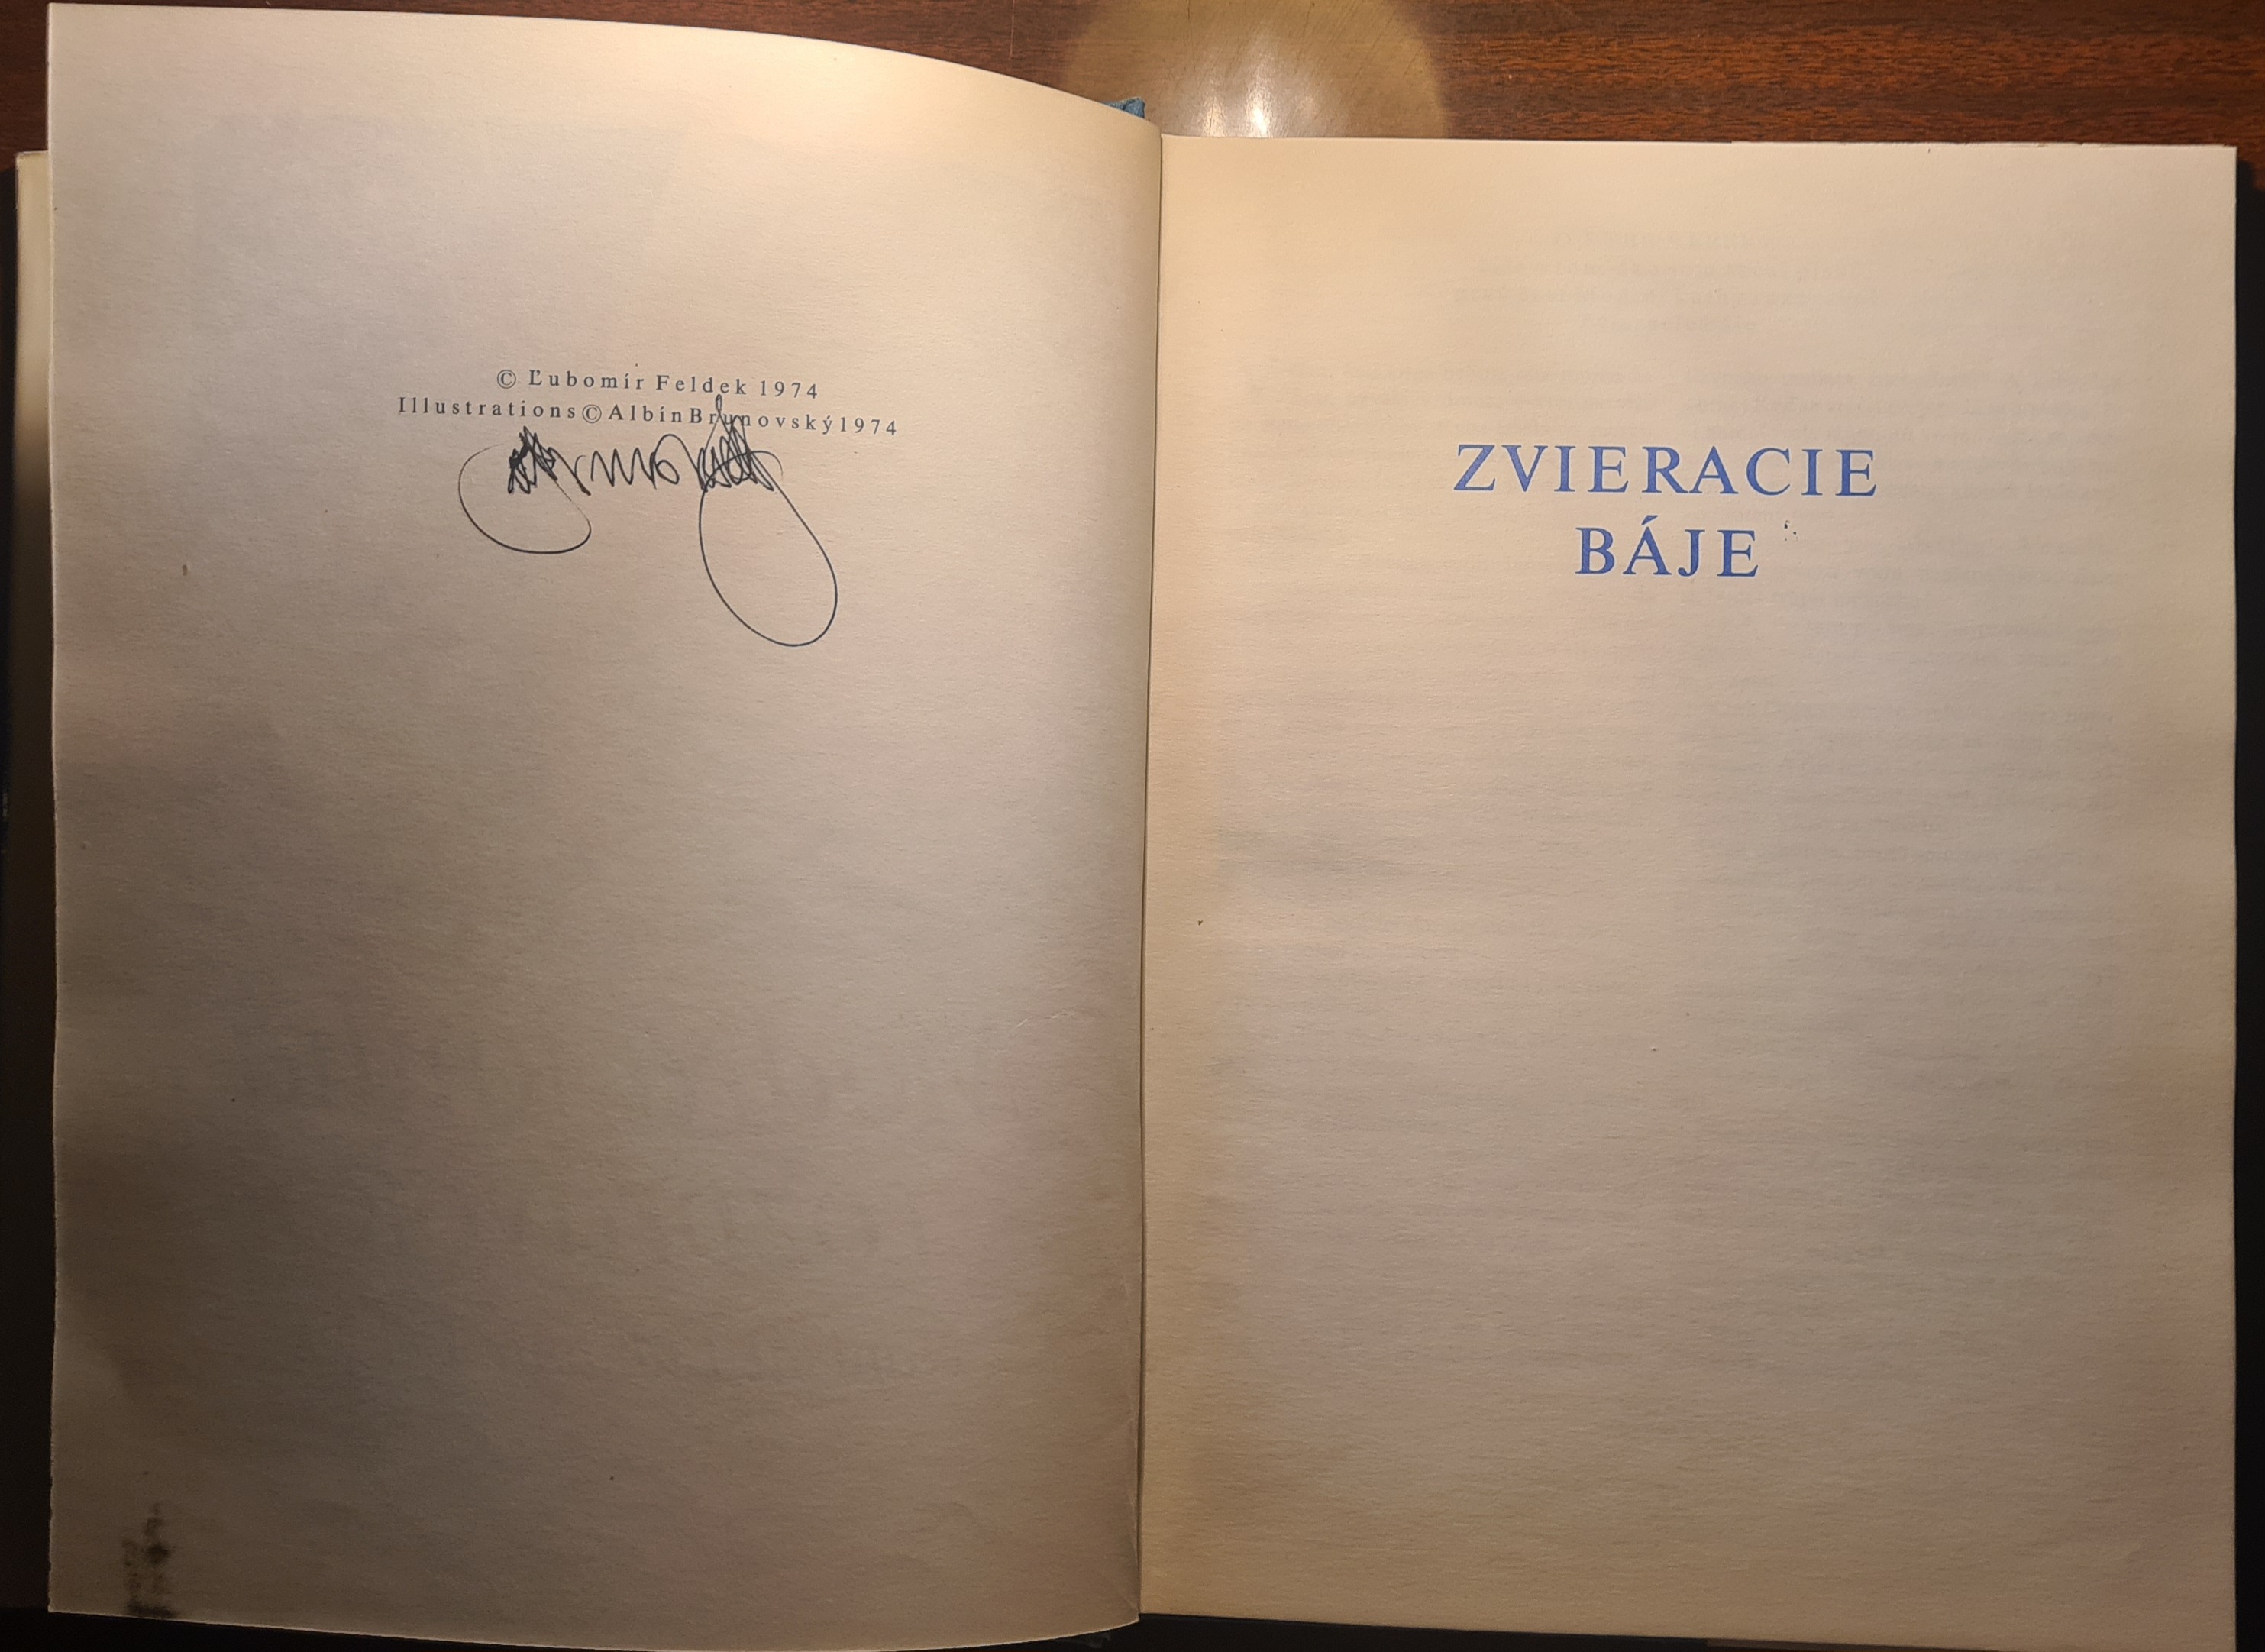 © Ľubomír Feldek 1974
Illustrations © Albín Brunovský 1974
ZVIERACIE
BÁJE